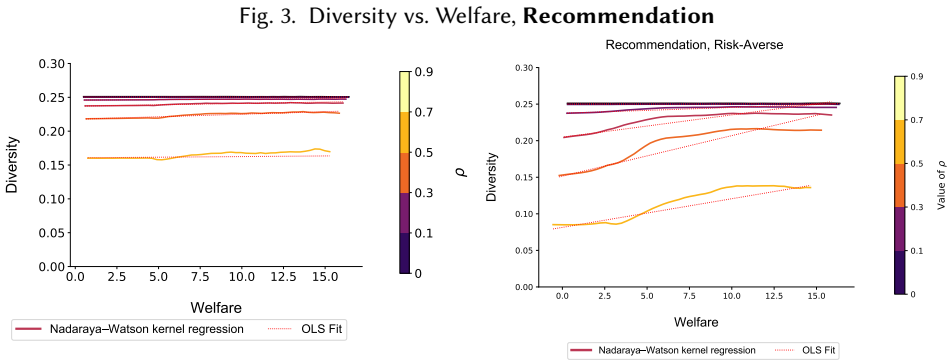 Fig. 3. Diversity vs. Welfare, Recommendation
0.30
0.25
0.20
0.15
0.10
0.05
0.00
Diversity
0.0 2.5 5.0 7.5 10.0 12.5 15.0
Welfare
0.9
0.7
0.5
0.3
0.1
0
ρ
Nadaraya–Watson kernel regression OLS Fit
Recommendation, Risk-Averse
0.30
0.25
0.20
0.15
0.10
0.05
0.00
Diversity
0.0 2.5 5.0 7.5 10.0 12.5 15.0
Welfare
0.9
0.7
0.5
0.3
0.1
0
Value of ρ
Nadaraya–Watson kernel regression OLS Fit